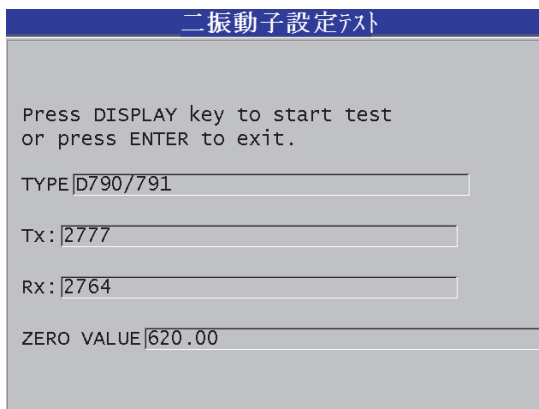 二振動子設定ﾃｽﾄ
Press DISPLAY key to start test
or press ENTER to exit.
TYPE D790/791
Tx: 2777
Rx: 2764
ZERO VALUE 620.00